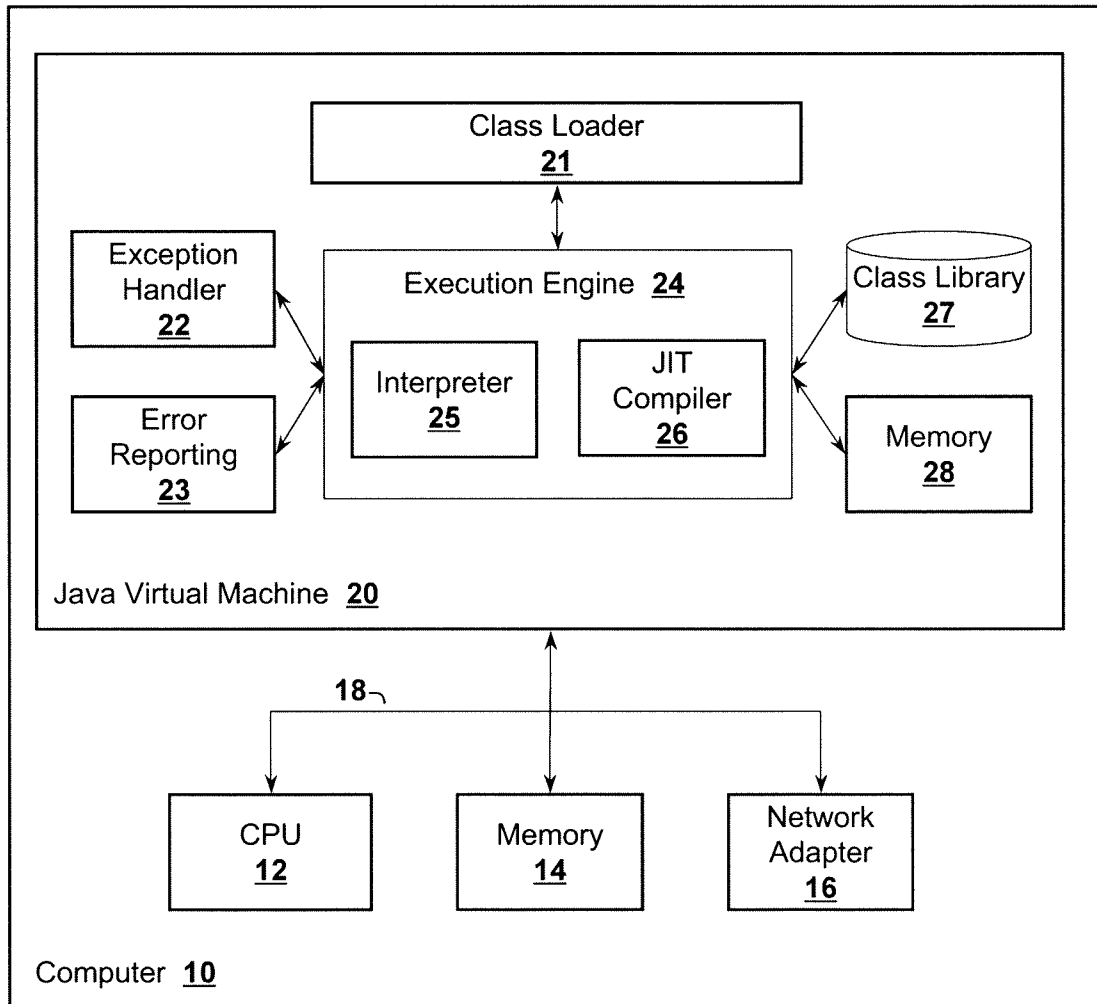 Class Loader
21
Exception
Handler
22
Execution Engine 24
Class Library
27
Interpreter
25
JIT
Compiler
26
Error
Reporting
23
Memory
28
Java Virtual Machine 20
18
CPU
12
Memory
14
Network
Adapter
16
Computer 10